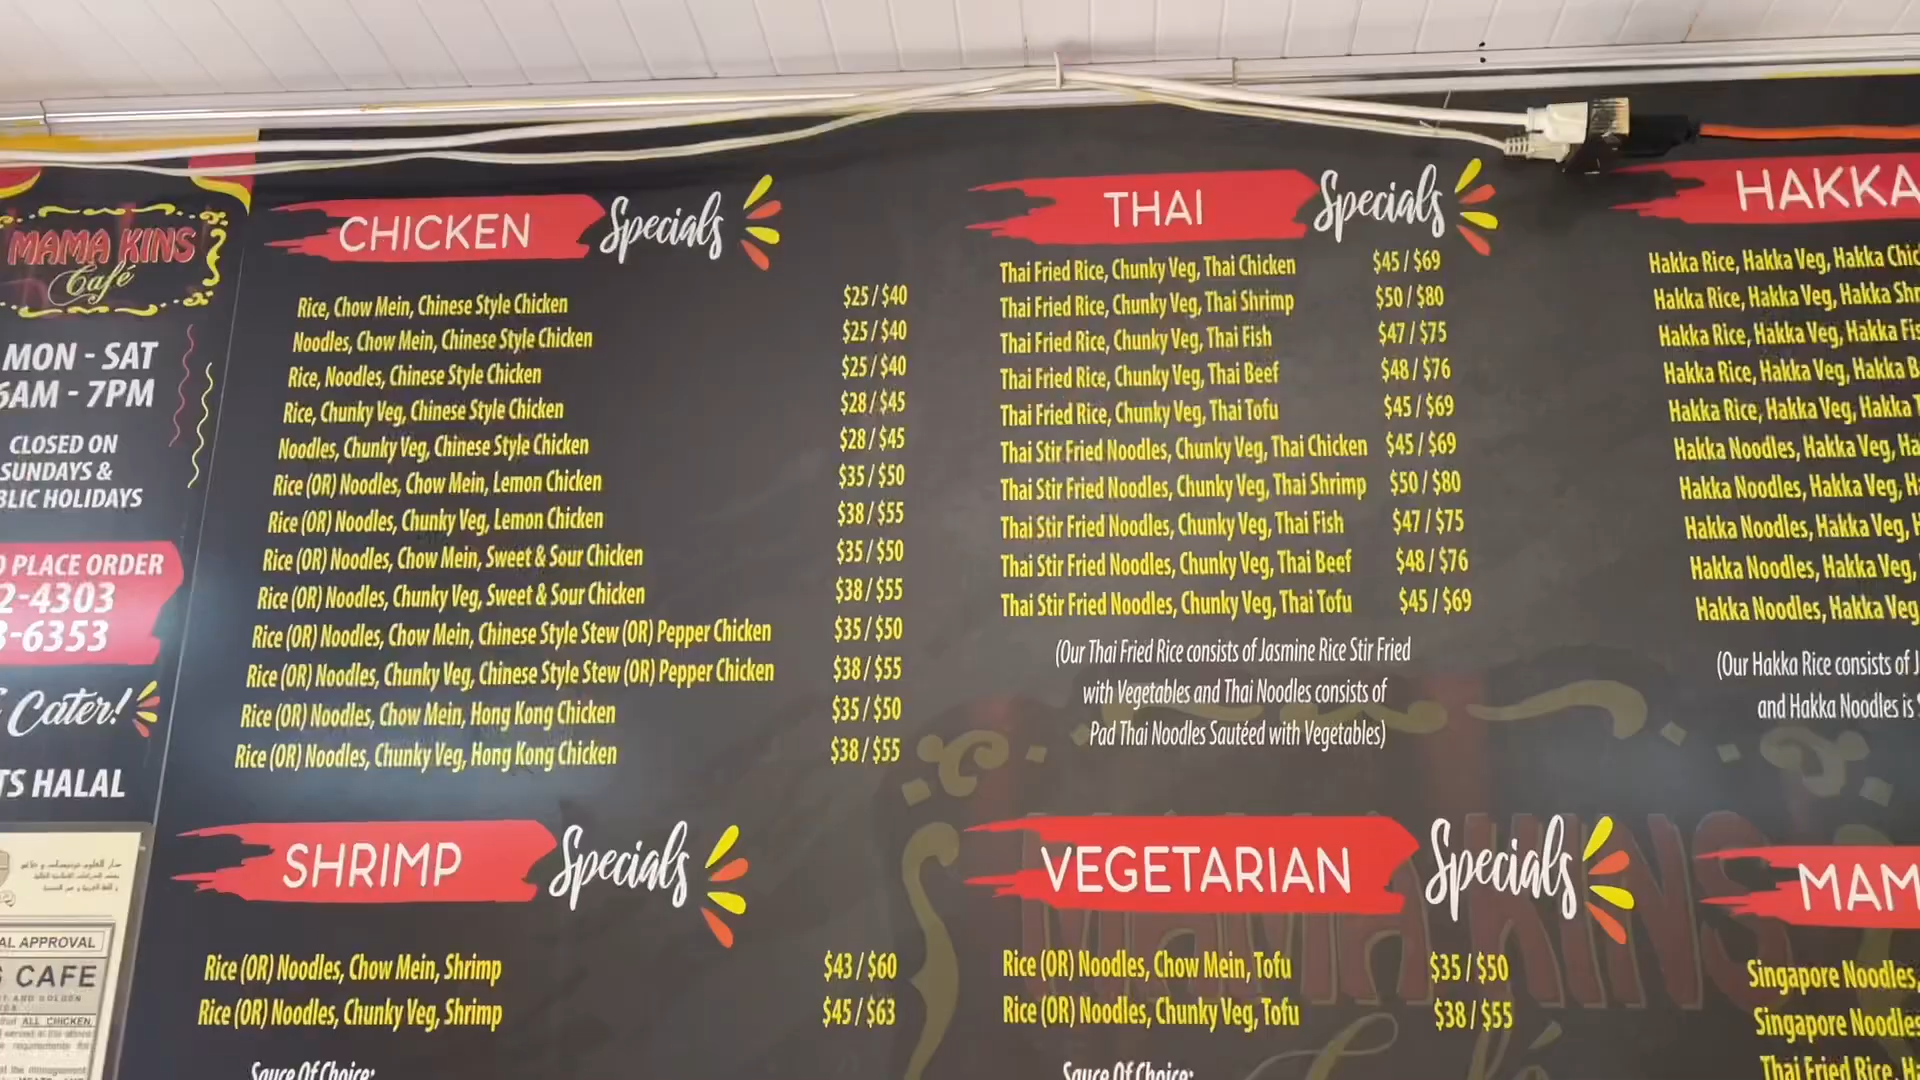 MAMA KINS
Café
MON - SAT
6AM - 7PM
CLOSED ON
SUNDAYS &
BLIC HOLIDAYS
PLACE ORDER
2-4303
-6353
Cater!
TS HALAL
AL APPROVAL
CAFE
ALL CHICKEN,
CHICKEN Specials
Rice, Chow Mein, Chinese Style Chicken $25 / $40
Noodles, Chow Mein, Chinese Style Chicken $25 / $40
Rice, Noodles, Chinese Style Chicken $25 / $40
Rice, Chunky Veg, Chinese Style Chicken $28 / $45
Noodles, Chunky Veg, Chinese Style Chicken $28 / $45
Rice (OR) Noodles, Chow Mein, Lemon Chicken $35 / $50
Rice (OR) Noodles, Chunky Veg, Lemon Chicken $38 / $55
Rice (OR) Noodles, Chow Mein, Sweet & Sour Chicken $35 / $50
Rice (OR) Noodles, Chunky Veg, Sweet & Sour Chicken $38 / $55
Rice (OR) Noodles, Chow Mein, Chinese Style Stew (OR) Pepper Chicken $35 / $50
Rice (OR) Noodles, Chunky Veg, Chinese Style Stew (OR) Pepper Chicken $38 / $55
Rice (OR) Noodles, Chow Mein, Hong Kong Chicken $35 / $50
Rice (OR) Noodles, Chunky Veg, Hong Kong Chicken $38 / $55
SHRIMP Specials
Rice (OR) Noodles, Chow Mein, Shrimp $43 / $60
Rice (OR) Noodles, Chunky Veg, Shrimp $45 / $63
Sauce Of Choice:
THAI Specials
Thai Fried Rice, Chunky Veg, Thai Chicken $45 / $69
Thai Fried Rice, Chunky Veg, Thai Shrimp $50 / $80
Thai Fried Rice, Chunky Veg, Thai Fish $47 / $75
Thai Fried Rice, Chunky Veg, Thai Beef $48 / $76
Thai Fried Rice, Chunky Veg, Thai Tofu $45 / $69
Thai Stir Fried Noodles, Chunky Veg, Thai Chicken $45 / $69
Thai Stir Fried Noodles, Chunky Veg, Thai Shrimp $50 / $80
Thai Stir Fried Noodles, Chunky Veg, Thai Fish $47 / $75
Thai Stir Fried Noodles, Chunky Veg, Thai Beef $48 / $76
Thai Stir Fried Noodles, Chunky Veg, Thai Tofu $45 / $69
(Our Thai Fried Rice consists of Jasmine Rice Stir Fried
with Vegetables and Thai Noodles consists of
Pad Thai Noodles Sautéed with Vegetables)
VEGETARIAN Specials
Rice (OR) Noodles, Chow Mein, Tofu $35 / $50
Rice (OR) Noodles, Chunky Veg, Tofu $38 / $55
Sauce Of Choice:
MAMA KINS
Café
HAKKA
Hakka Rice, Hakka Veg, Hakka Chic
Hakka Rice, Hakka Veg, Hakka Shr
Hakka Rice, Hakka Veg, Hakka Fis
Hakka Rice, Hakka Veg, Hakka B
Hakka Rice, Hakka Veg, Hakka T
Hakka Noodles, Hakka Veg, Ha
Hakka Noodles, Hakka Veg, H
Hakka Noodles, Hakka Veg, H
Hakka Noodles, Hakka Veg,
Hakka Noodles, Hakka Veg
(Our Hakka Rice consists of J
and Hakka Noodles is
MAM
Singapore Noodles,
Singapore Noodles
Thai Fried Rice, H